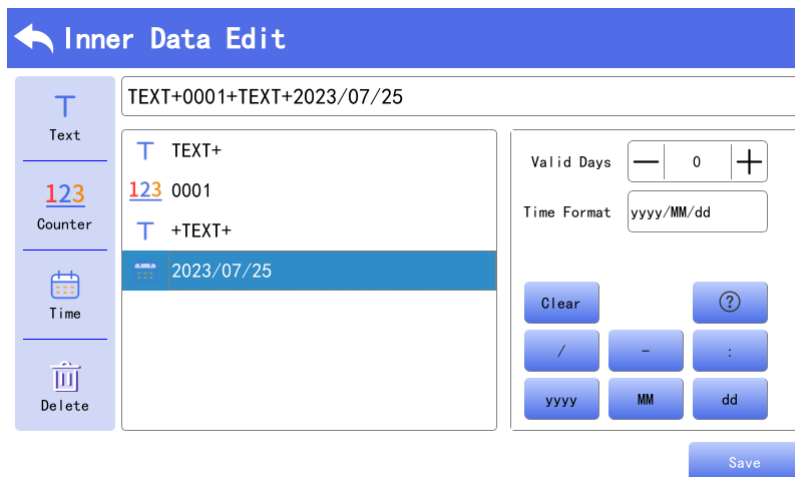 Inner Data Edit
TEXT+0001+TEXT+2023/07/25
Text
123
Counter
Time
Delete
TEXT+
123 0001
+TEXT+
2023/07/25
Valid Days — 0 +
Time Format yyyy/MM/dd
Clear ?
/ - :
yyyy MM dd
Save